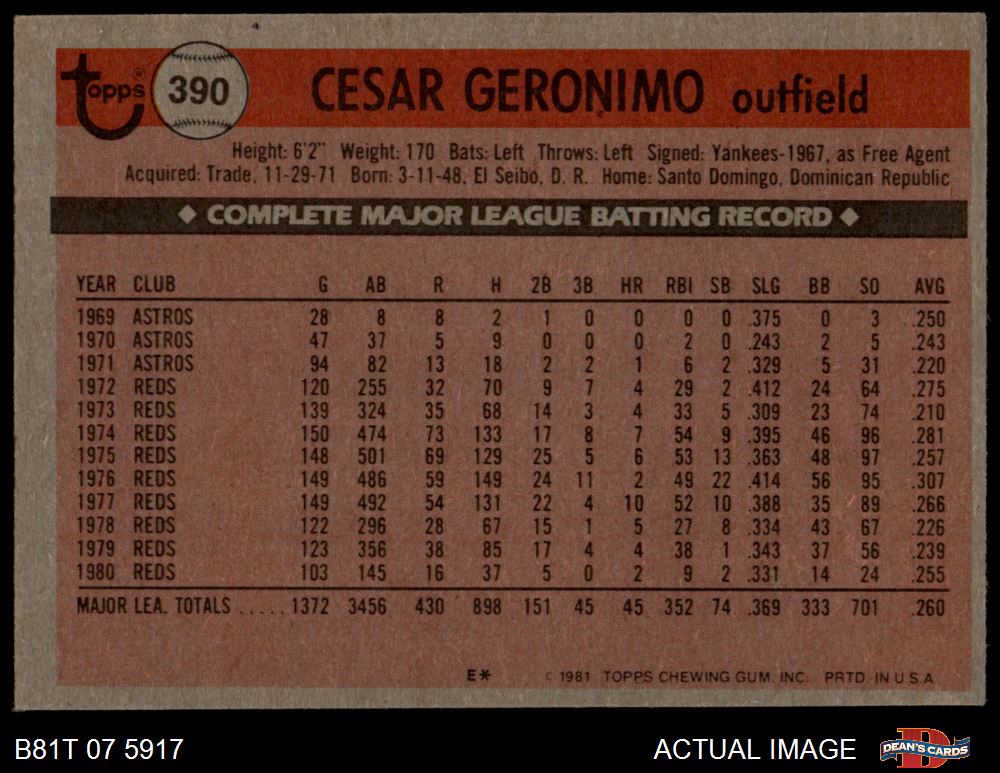 topps® 390 CESAR GERONIMO outfield
Height: 6'2" Weight: 170 Bats: Left Throws: Left Signed: Yankees-1967, as Free Agent
Acquired: Trade, 11-29-71 Born: 3-11-48, El Seibo, D. R. Home: Santo Domingo, Dominican Republic
◆ COMPLETE MAJOR LEAGUE BATTING RECORD ◆
YEAR CLUB G AB R H 2B 3B HR RBI SB SLG BB SO AVG
1969 ASTROS 28 8 8 2 1 0 0 0 0 .375 0 3 .250
1970 ASTROS 47 37 5 9 0 0 0 2 0 .243 2 5 .243
1971 ASTROS 94 82 13 18 2 2 1 6 2 .329 5 31 .220
1972 REDS 120 255 32 70 9 7 4 29 2 .412 24 64 .275
1973 REDS 139 324 35 68 14 3 4 33 5 .309 23 74 .210
1974 REDS 150 474 73 133 17 8 7 54 9 .395 46 96 .281
1975 REDS 148 501 69 129 25 5 6 53 13 .363 48 97 .257
1976 REDS 149 486 59 149 24 11 2 49 22 .414 56 95 .307
1977 REDS 149 492 54 131 22 4 10 52 10 .388 35 89 .266
1978 REDS 122 296 28 67 15 1 5 27 8 .334 43 67 .226
1979 REDS 123 356 38 85 17 4 4 38 1 .343 37 56 .239
1980 REDS 103 145 16 37 5 0 2 9 2 .331 14 24 .255
MAJOR LEA. TOTALS ..... 1372 3456 430 898 151 45 45 352 74 .369 333 701 .260
E* © 1981 TOPPS CHEWING GUM, INC. PRTD. IN U.S.A.
B81T 07 5917 ACTUAL IMAGE DEAN'S CARDS